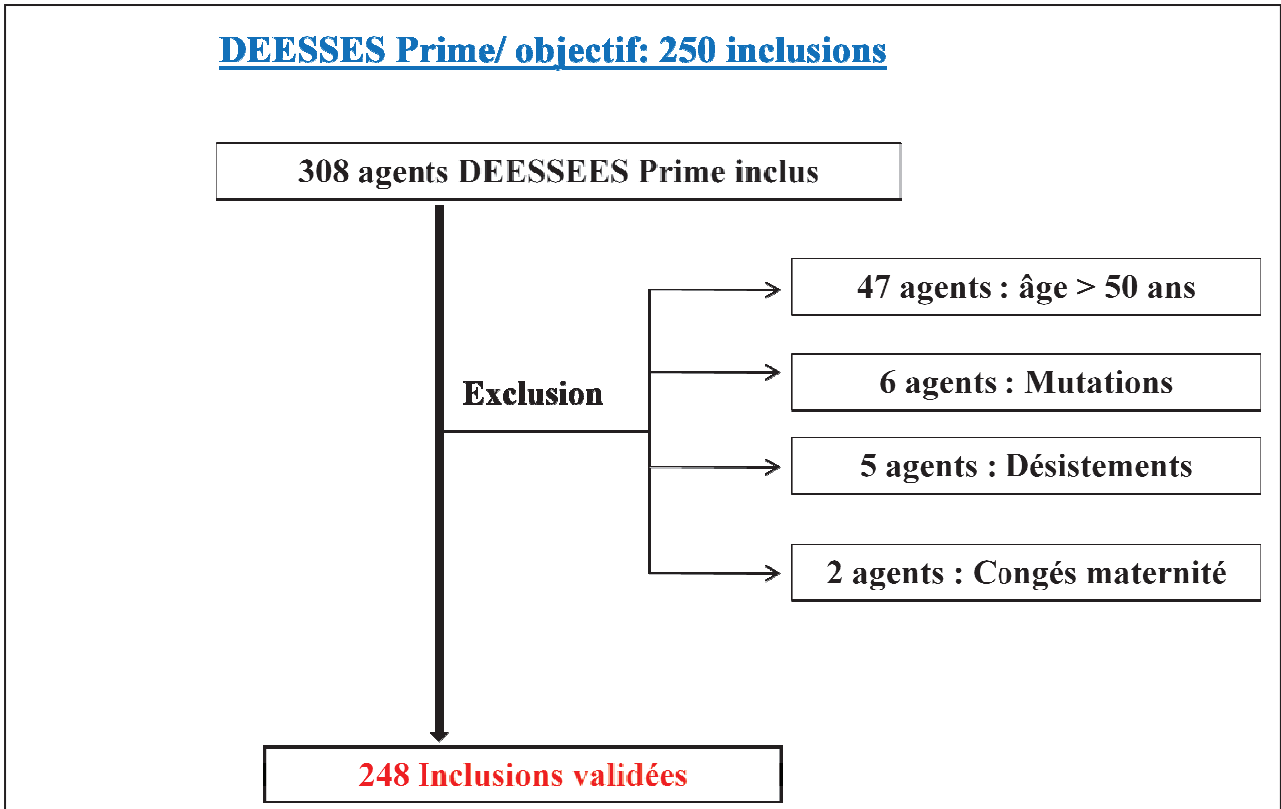 DEESSES Prime/ objectif: 250 inclusions
308 agents DEESSEES Prime inclus
47 agents : âge > 50 ans
Exclusion
6 agents : Mutations
5 agents : Désistements
2 agents : Congés maternité
248 Inclusions validées